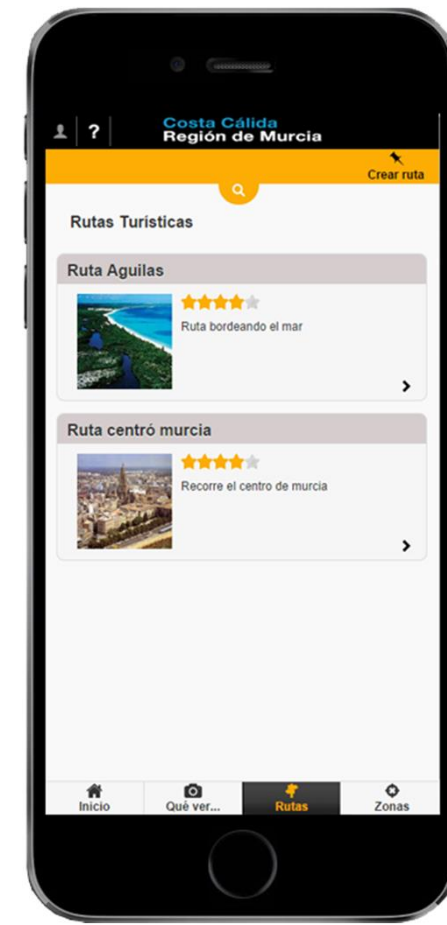 ?
Costa Cálida
Región de Murcia
Crear ruta
Rutas Turísticas
Ruta Aguilas
Ruta bordeando el mar
Ruta centró murcia
Recorre el centro de murcia
Inicio
Qué ver...
Rutas
Zonas